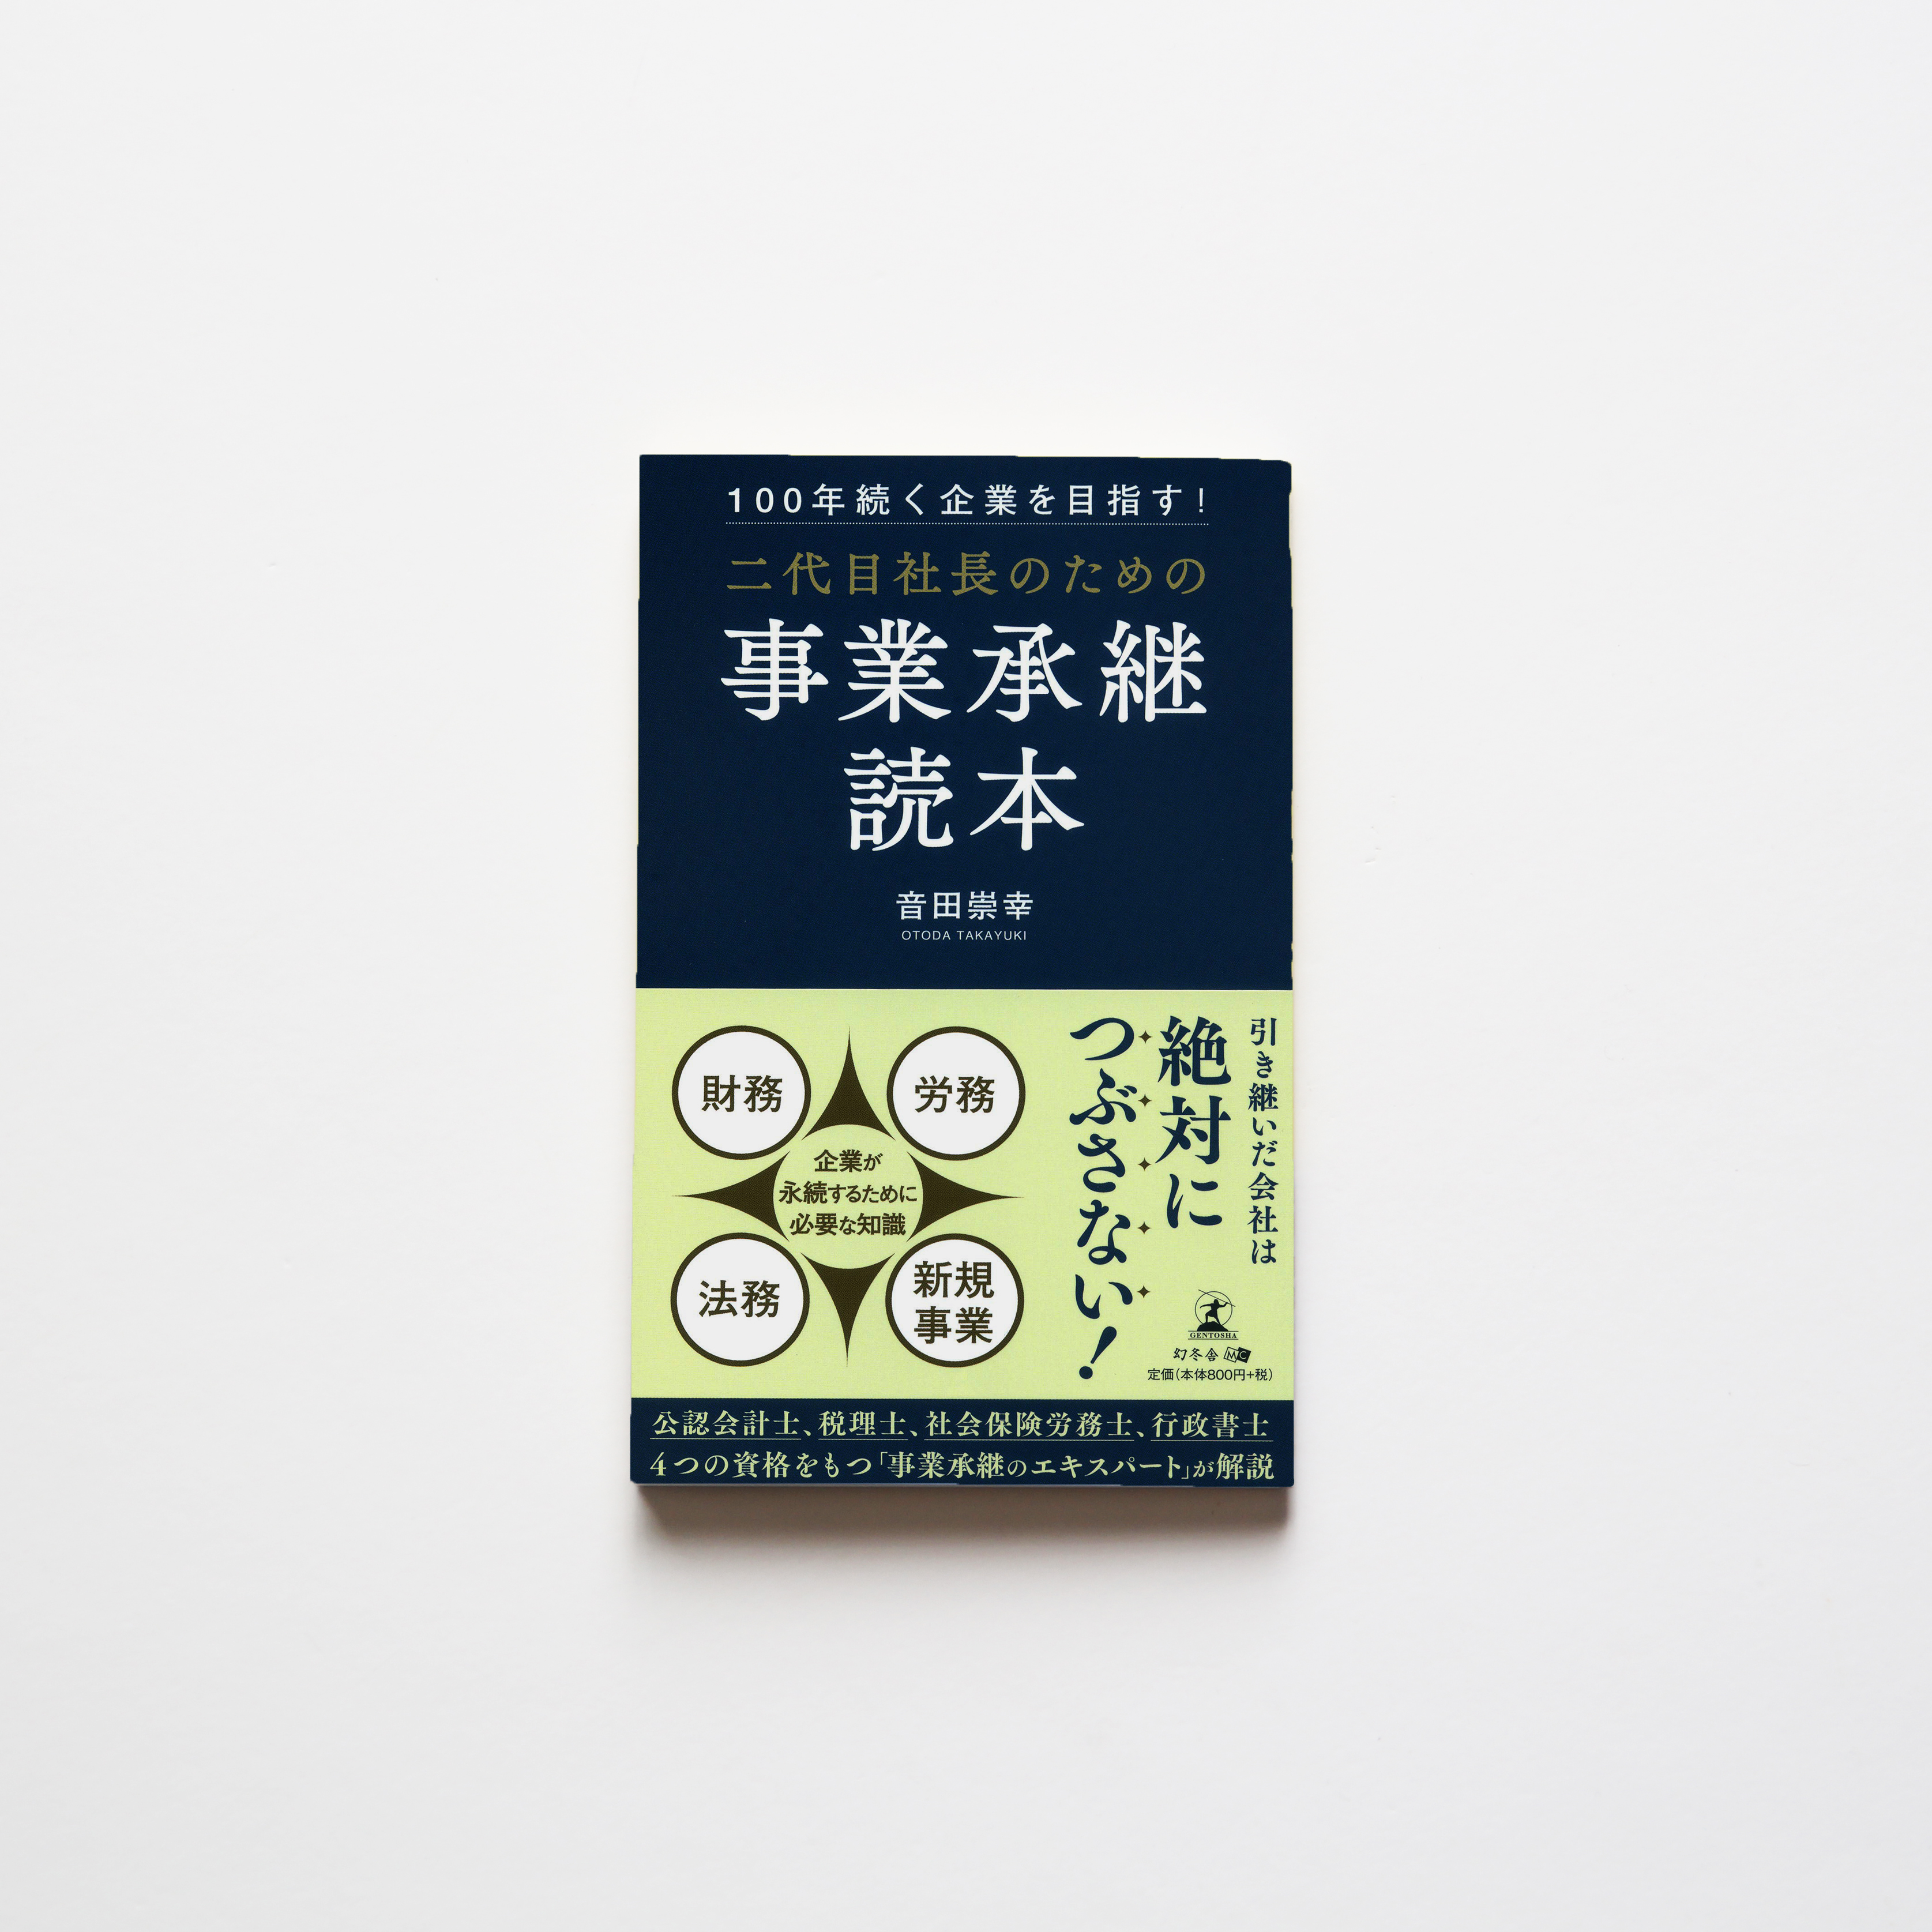 100年続く企業を目指す!
二代目社長のための
事業承継
読本
音田崇幸
OTODA TAKAYUKI
引き継いだ会社は
絶対に
つぶさない!
財務
労務
企業が
永続するために
必要な知識
法務
新規
事業
GENTOSHA
幻冬舎 MC
定価(本体800円+税)
公認会計士、税理士、社会保険労務士、行政書士
4つの資格をもつ「事業承継のエキスパート」が解説